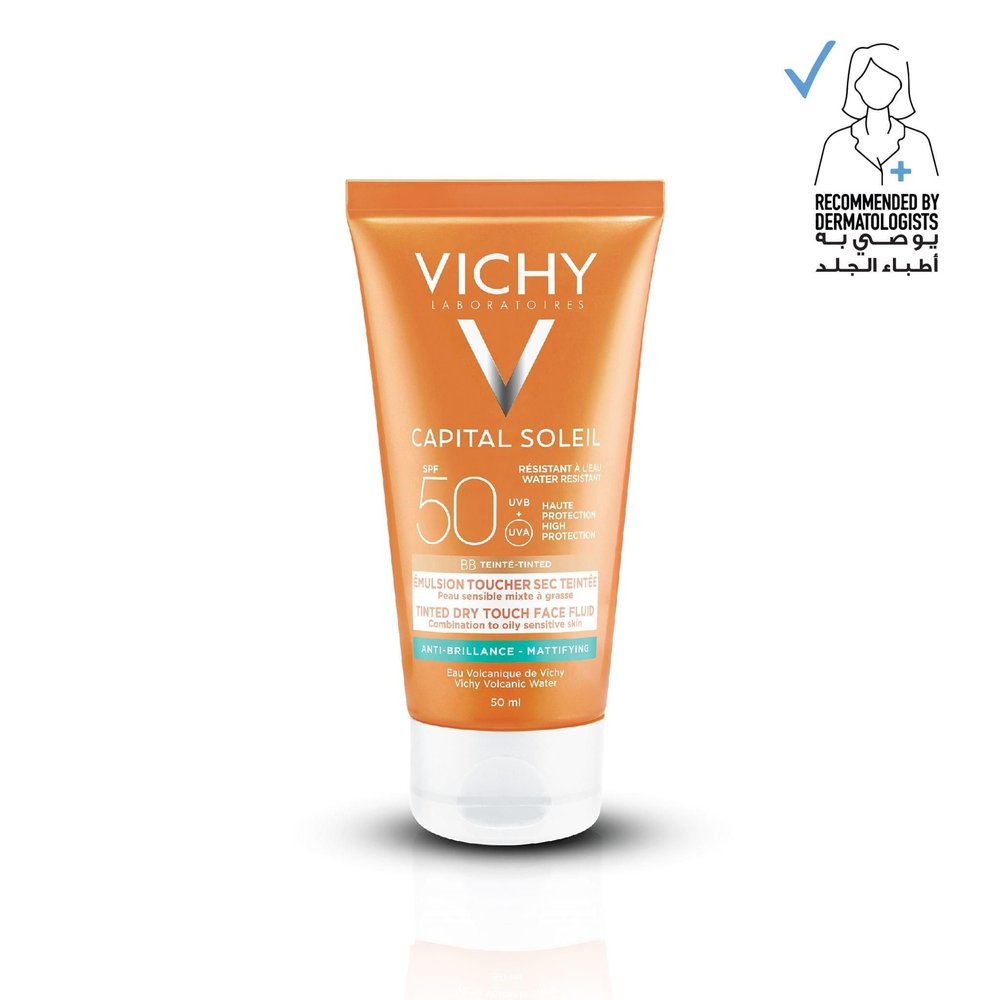 RECOMMENDED BY
DERMATOLOGISTS
يوصي به
أطباء الجلد
VICHY
LABORATOIRES
V
CAPITAL SOLEIL
SPF
50
RÉSISTANT À L'EAU
WATER RESISTANT
UVB
+
UVA
HAUTE
PROTECTION
HIGH
PROTECTION
BB TEINTÉ-TINTED
ÉMULSION TOUCHER SEC TEINTÉE
Peau sensible mixte à grasse
TINTED DRY TOUCH FACE FLUID
Combination to oily sensitive skin
ANTI-BRILLANCE - MATTIFYING
Eau Volcanique de Vichy
Vichy Volcanic Water
50 ml